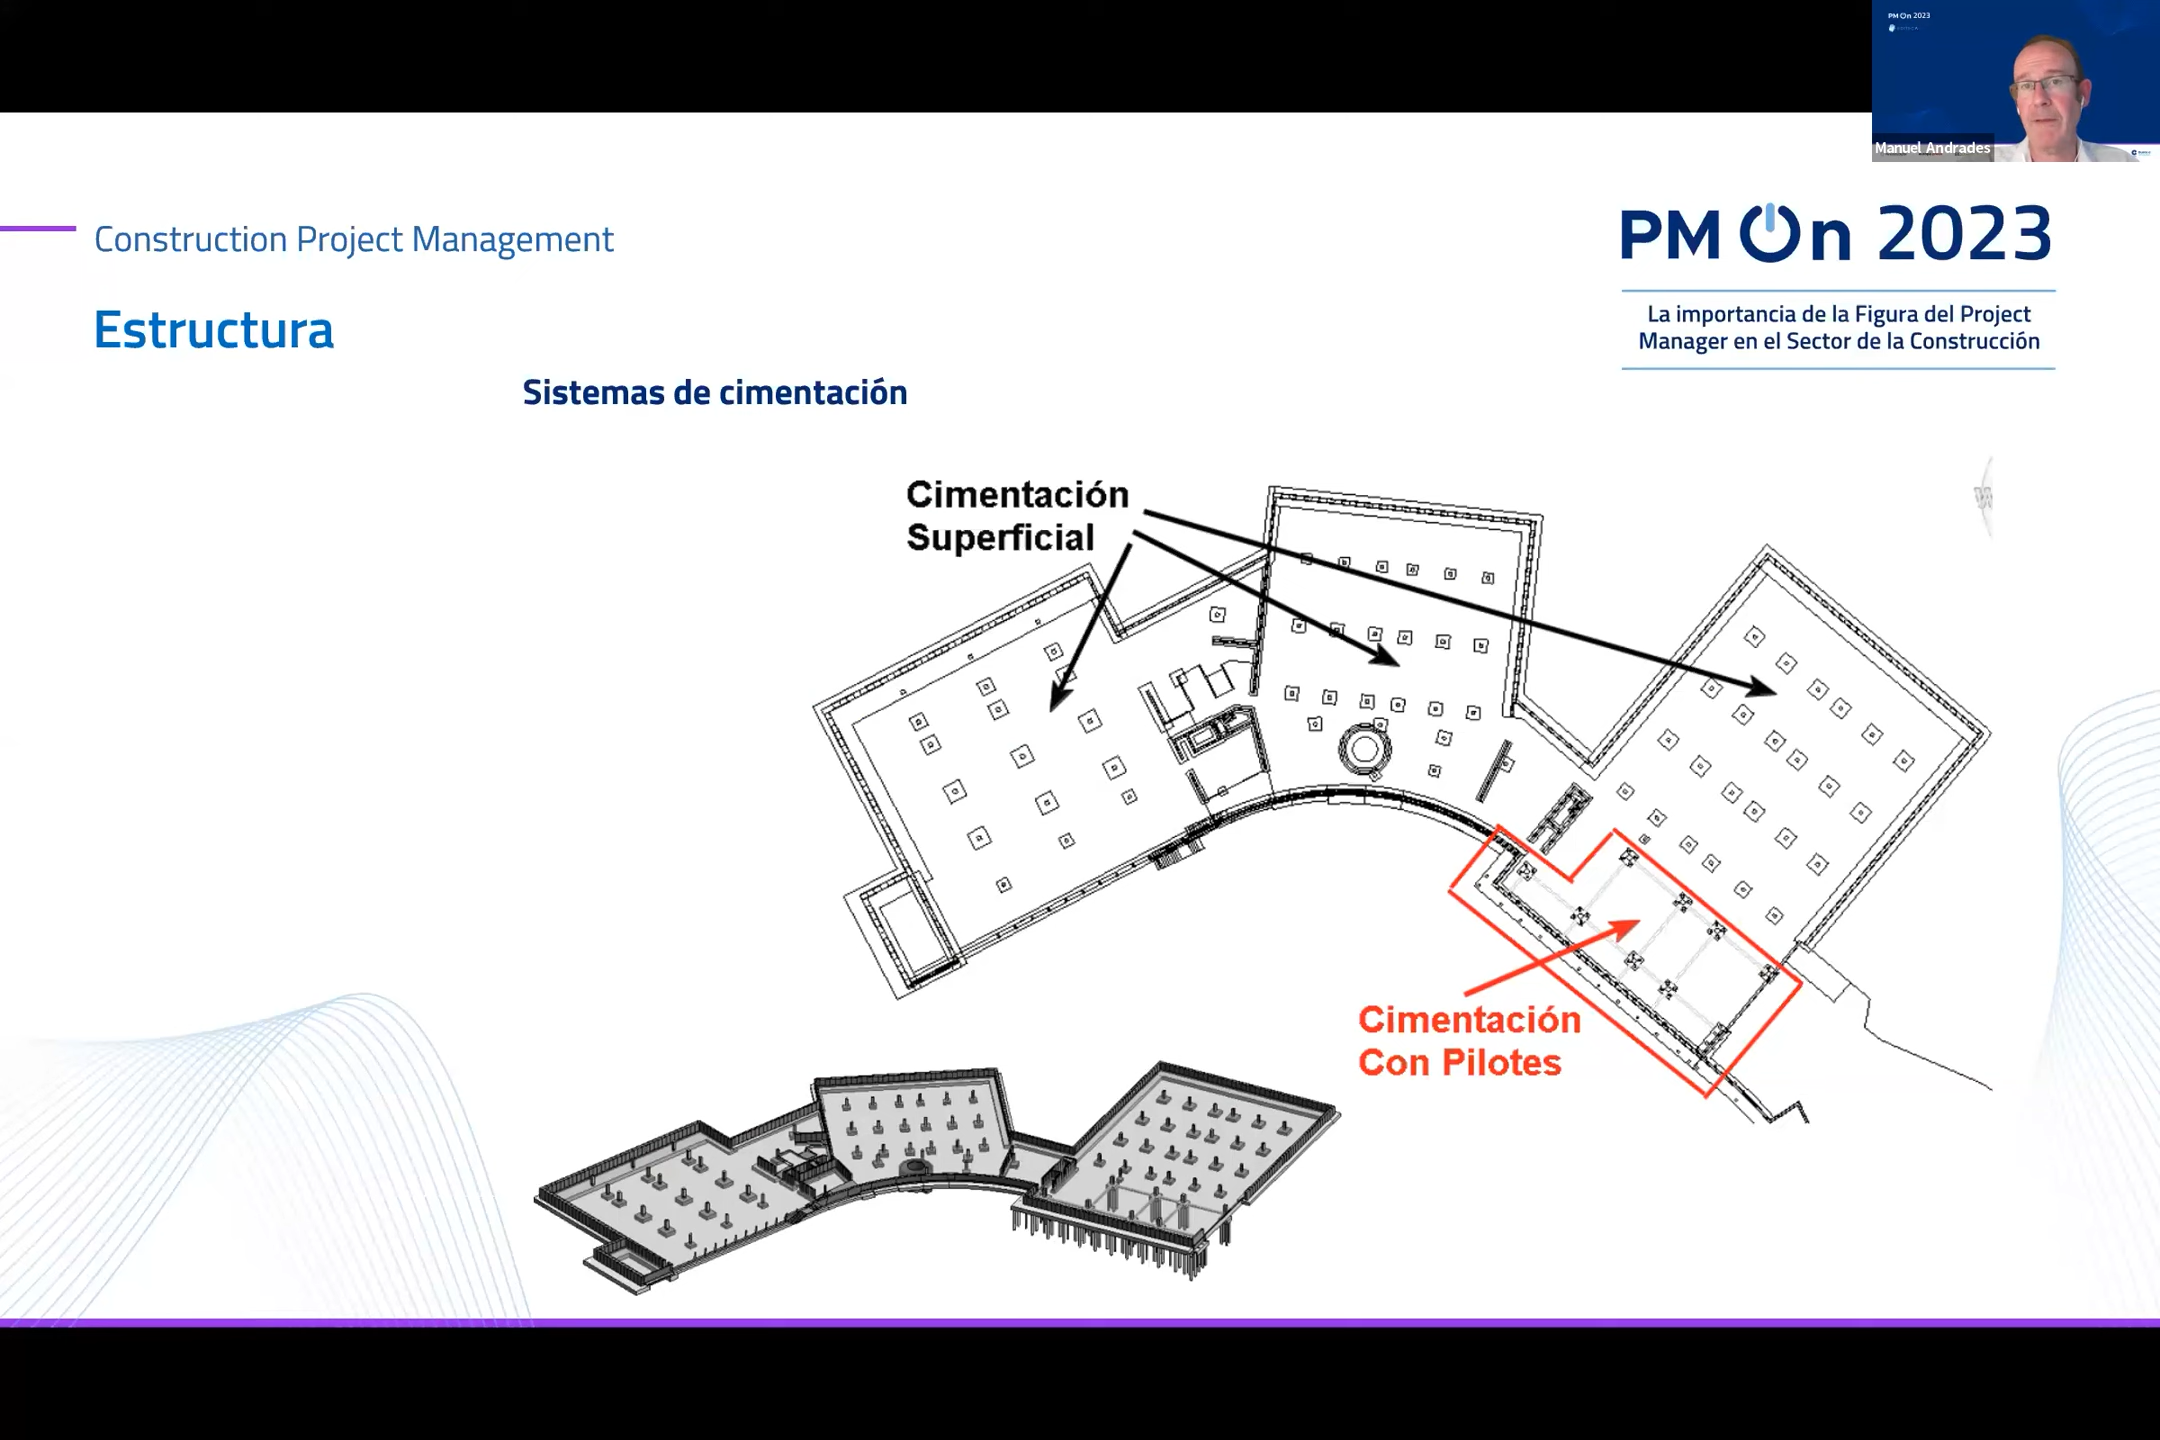 PM On 2023
Manuel Andrades
Construction Project Management
PM On 2023
La importancia de la Figura del Project
Manager en el Sector de la Construcción
Estructura
Sistemas de cimentación
Cimentación
Superficial
Cimentación
Con Pilotes